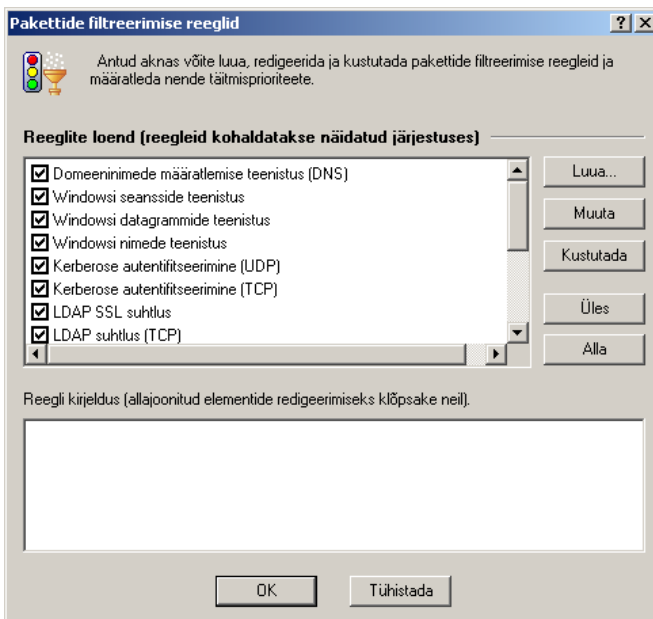 Pakettide filtreerimise reeglid
Antud aknas võite luua, redigeerida ja kustutada pakettide filtreerimise reegleid ja
määratleda nende täitmisprioriteete.
Reeglite loend (reegleid kohaldatakse näidatud järjestuses)
Domeeninimede määratlemise teenistus (DNS)
Windowsi seansside teenistus
Windowsi datagrammide teenistus
Windowsi nimede teenistus
Kerberose autentifitseerimine (UDP)
Kerberose autentifitseerimine (TCP)
LDAP SSL suhtlus
LDAP suhtlus (TCP)
Luua...
Muuta
Kustutada
Üles
Alla
Reegli kirjeldus (allajoonitud elementide redigeerimiseks klõpsake neil).
OK
Tühistada